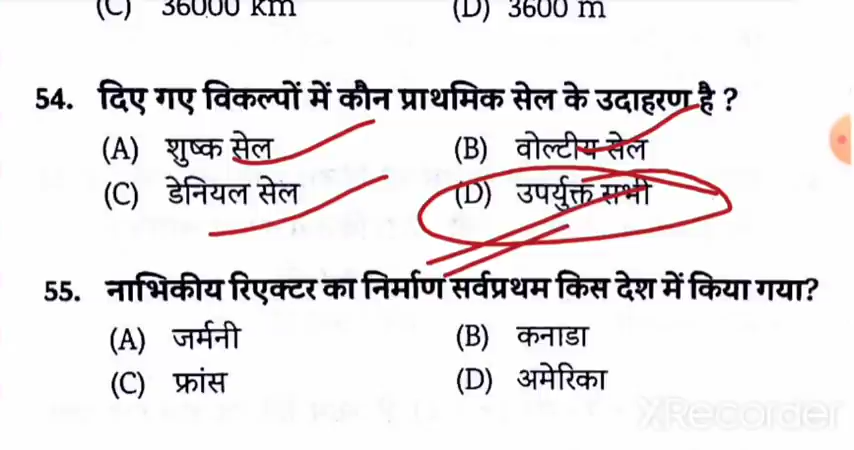 (C) 36000 km (D) 3600 m
54. दिए गए विकल्पों में कौन प्राथमिक सेल के उदाहरण है ?
(A) शुष्क सेल (B) वोल्टीय सेल
(C) डेनियल सेल (D) उपर्युक्त सभी
55. नाभिकीय रिएक्टर का निर्माण सर्वप्रथम किस देश में किया गया?
(A) जर्मनी (B) कनाडा
(C) फ्रांस (D) अमेरिका
XRecorder